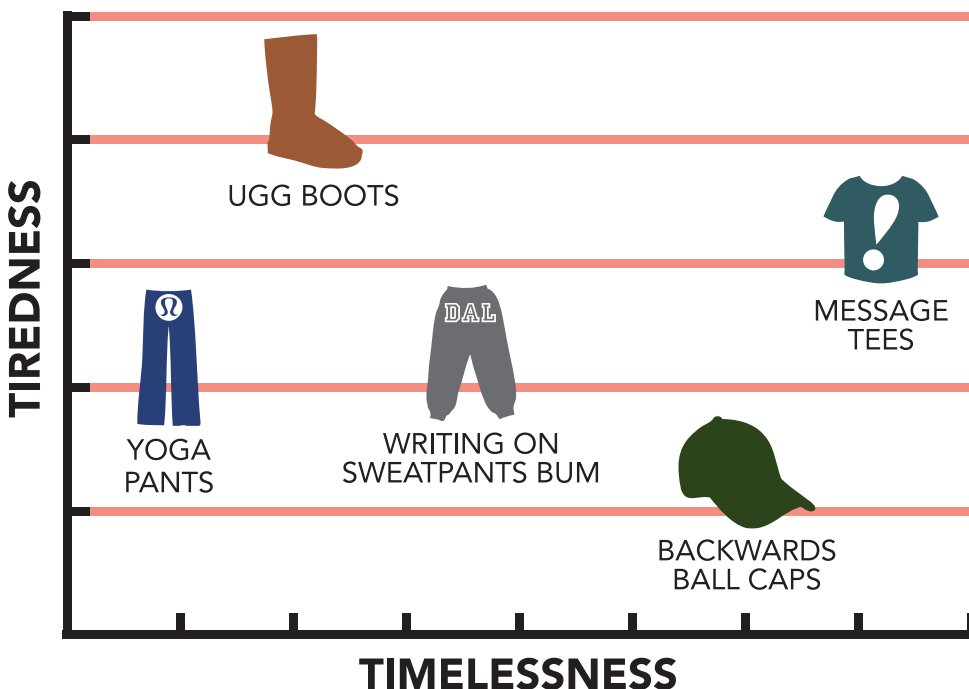 TIREDNESS
UGG BOOTS
MESSAGE
TEES
DAL
YOGA
PANTS
WRITING ON
SWEATPANTS BUM
BACKWARDS
BALL CAPS
TIMELESSNESS